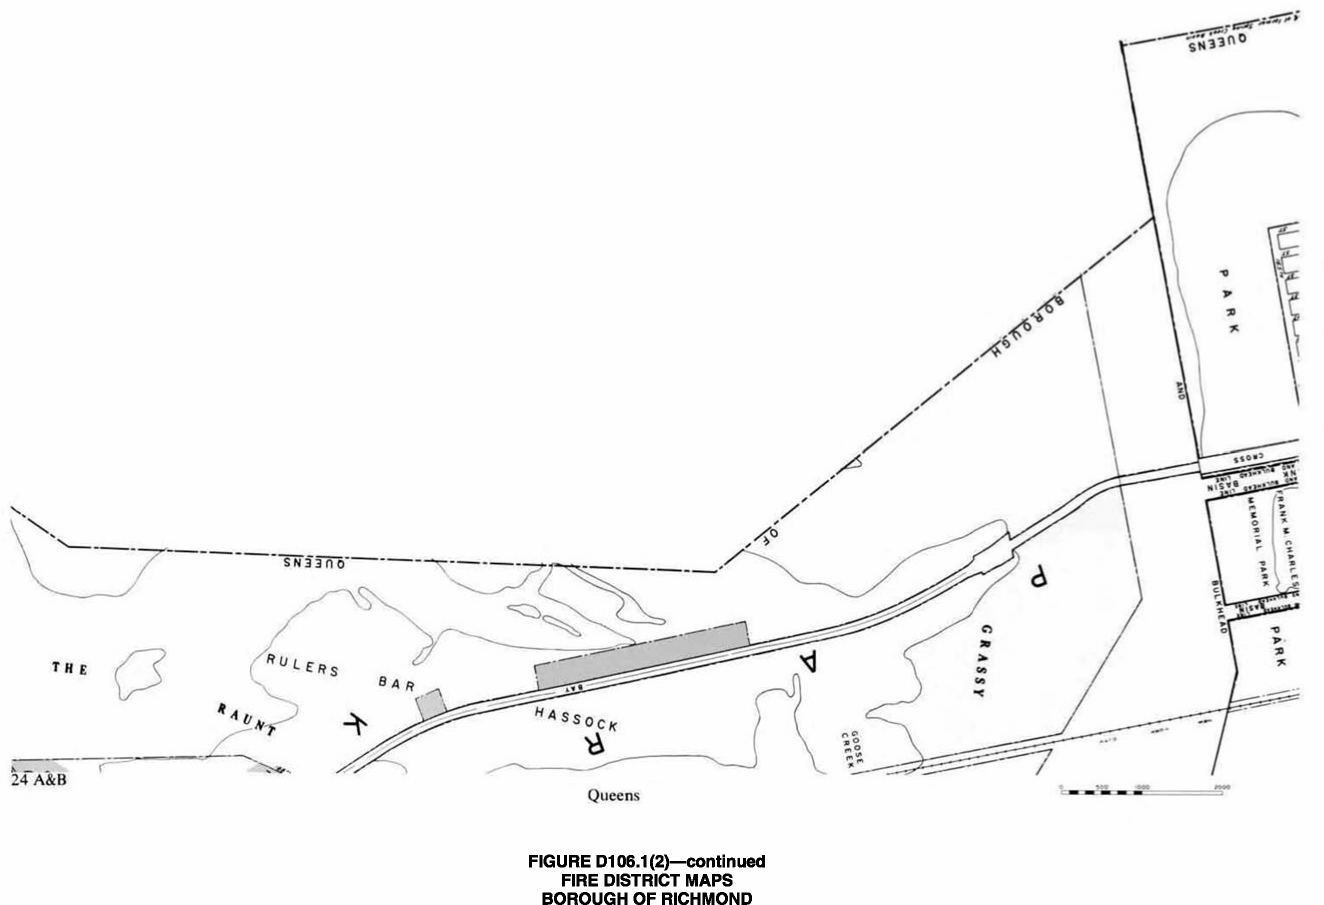 QUEENS
PARK
BOROUGH
AND
CROSS
BULKHEAD LINE
BASIN
BULKHEAD LINE
FRANK M. CHARLES
MEMORIAL PARK
OF
QUEENS
P
BULKHEAD
BASIN
PARK
GRASSY
THE
RULERS BAR
A
BAY
RAUNT
K
HASSOCK
R
GOOSE
CREEK
24 A&B
0 500 1000 2000
Queens
FIGURE D106.1(2)—continued
FIRE DISTRICT MAPS
BOROUGH OF RICHMOND